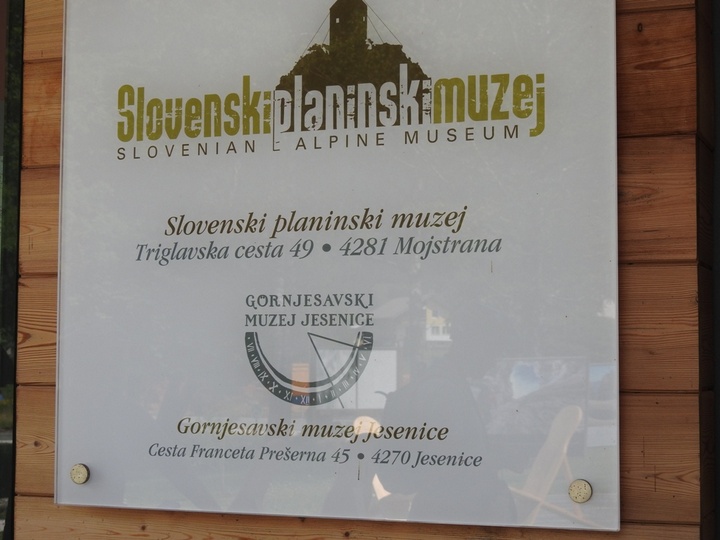 Slovenskiplaninskimuzej
SLOVENIAN ALPINE MUSEUM
Slovenski planinski muzej
Triglavska cesta 49 • 4281 Mojstrana
GORNJESAVSKI
MUZEJ JESENICE
Gornjesavski muzej Jesenice
Cesta Franceta Prešerna 45 • 4270 Jesenice